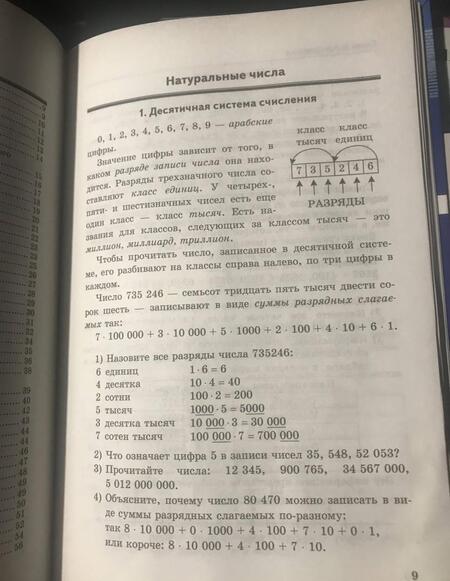 Натуральные числа
1. Десятичная система счисления
0, 1, 2, 3, 4, 5, 6, 7, 8, 9 — арабские
цифры.
Значение цифры зависит от того, в
каком разряде записи числа она нахо-
дится. Разряды трехзначного числа со-
ставляют класс единиц. У четырех-,
пяти- и шестизначных чисел есть еще
один класс — класс тысяч. Есть на-
звания для классов, следующих за классом тысяч — это
миллион, миллиард, триллион.
класс класс
тысяч единиц
7 3 5 2 4 6
РАЗРЯДЫ
Чтобы прочитать число, записанное в десятичной систе-
ме, его разбивают на классы справа налево, по три цифры в
каждом.
Число 735 246 — семьсот тридцать пять тысяч двести со-
рок шесть — записывают в виде суммы разрядных слагае-
мых так:
7 · 100 000 + 3 · 10 000 + 5 · 1000 + 2 · 100 + 4 · 10 + 6 · 1.
1) Назовите все разряды числа 735246:
6 единиц 1 · 6 = 6
4 десятка 10 · 4 = 40
2 сотни 100 · 2 = 200
5 тысяч 1000 · 5 = 5000
3 десятка тысяч 10 000 · 3 = 30 000
7 сотен тысяч 100 000 · 7 = 700 000
2) Что означает цифра 5 в записи чисел 35, 548, 52 053?
3) Прочитайте числа: 12 345, 900 765, 34 567 000,
5 012 000 000.
4) Объясните, почему число 80 470 можно записать в ви-
де суммы разрядных слагаемых по-разному:
так 8 · 10 000 + 0 · 1000 + 4 · 100 + 7 · 10 + 0 · 1,
или короче: 8 · 10 000 + 4 · 100 + 7 · 10.
9